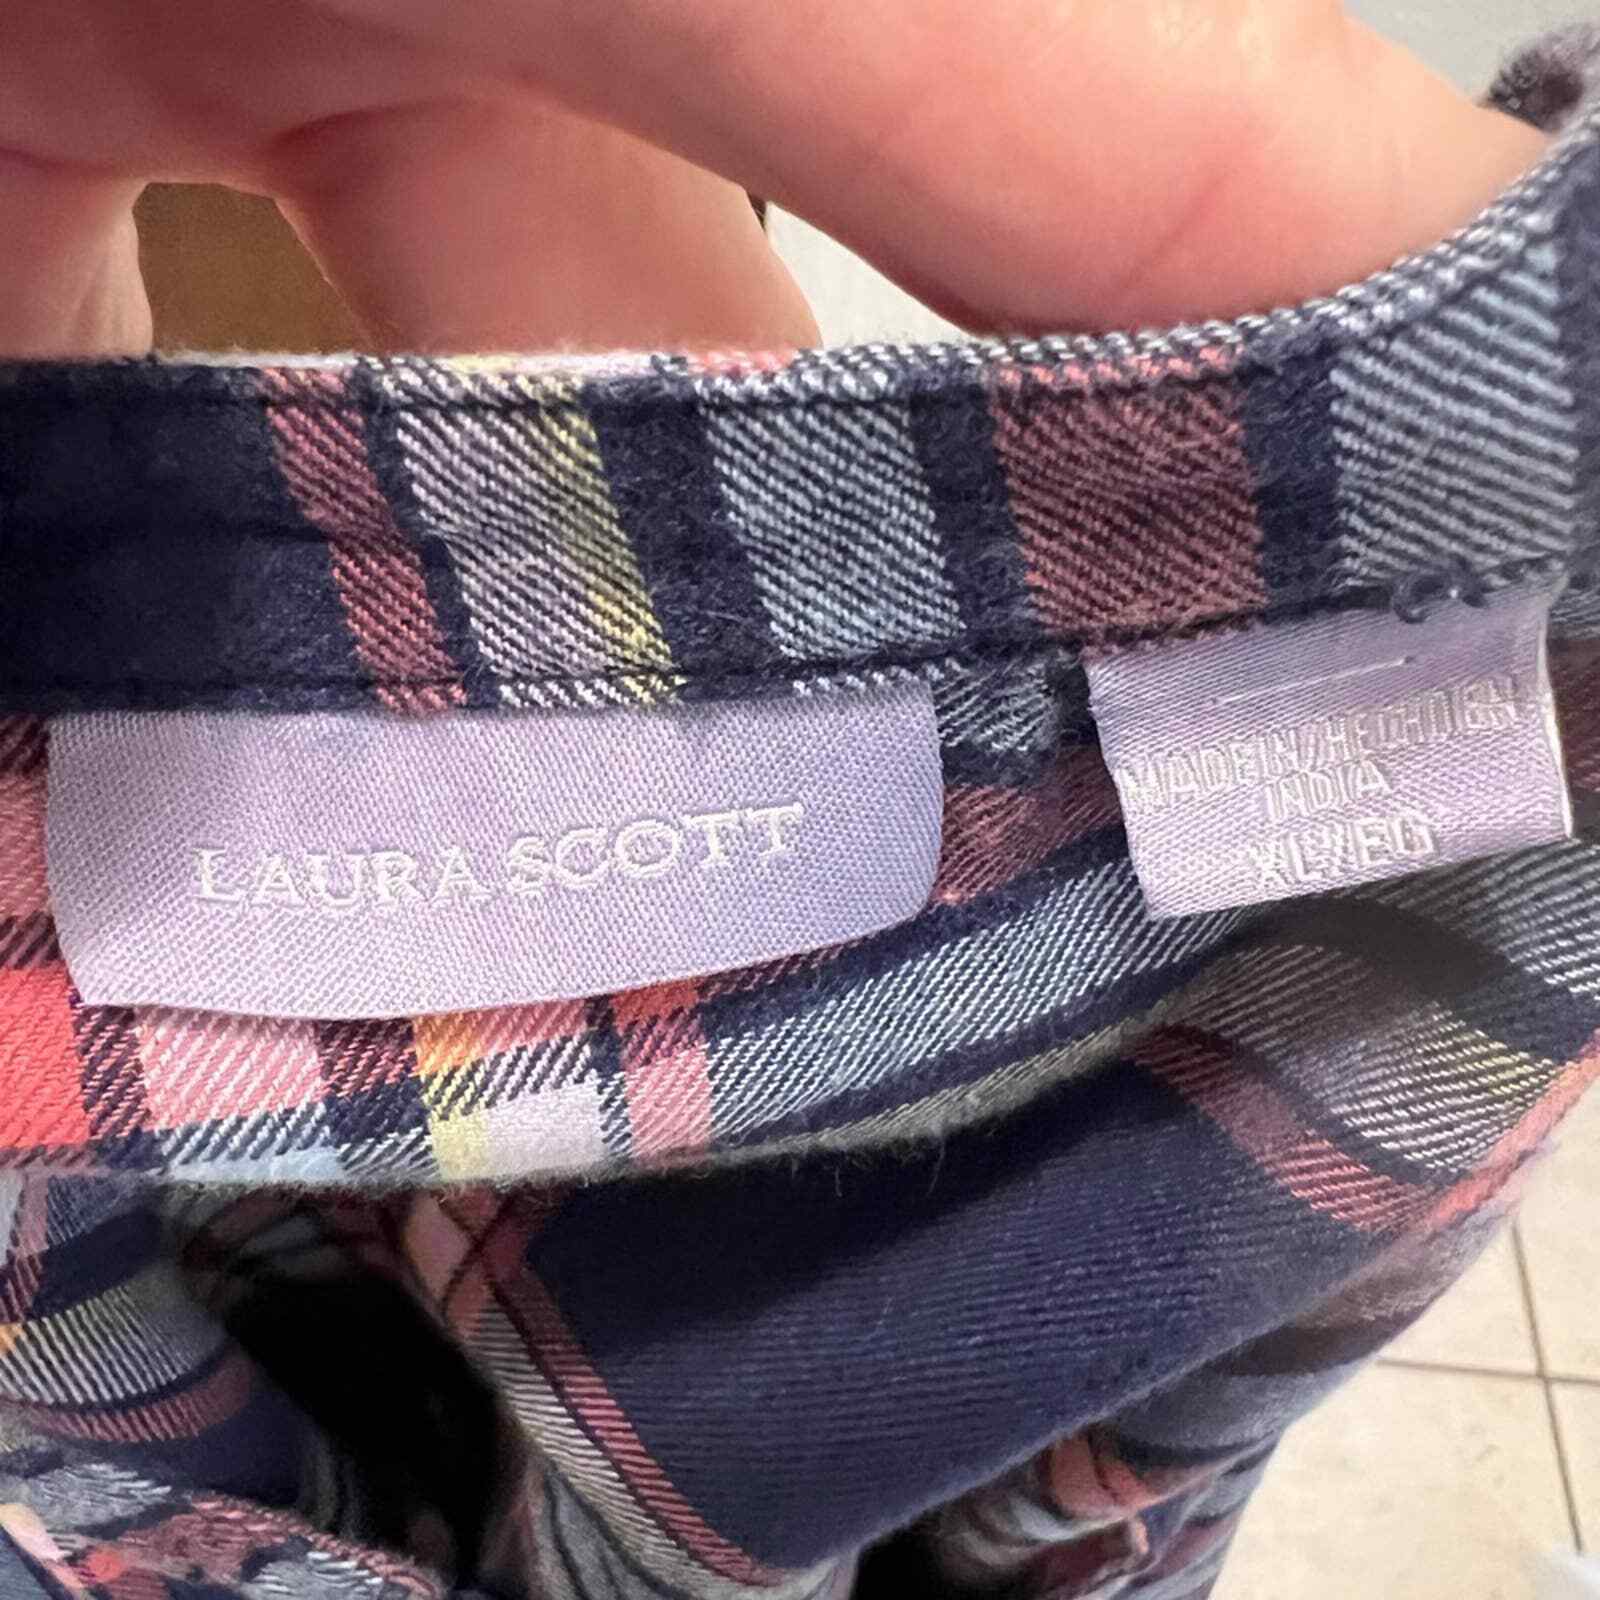 LAURA SCOTT
MADE IN/HECHO EN
INDIA
XL/EG